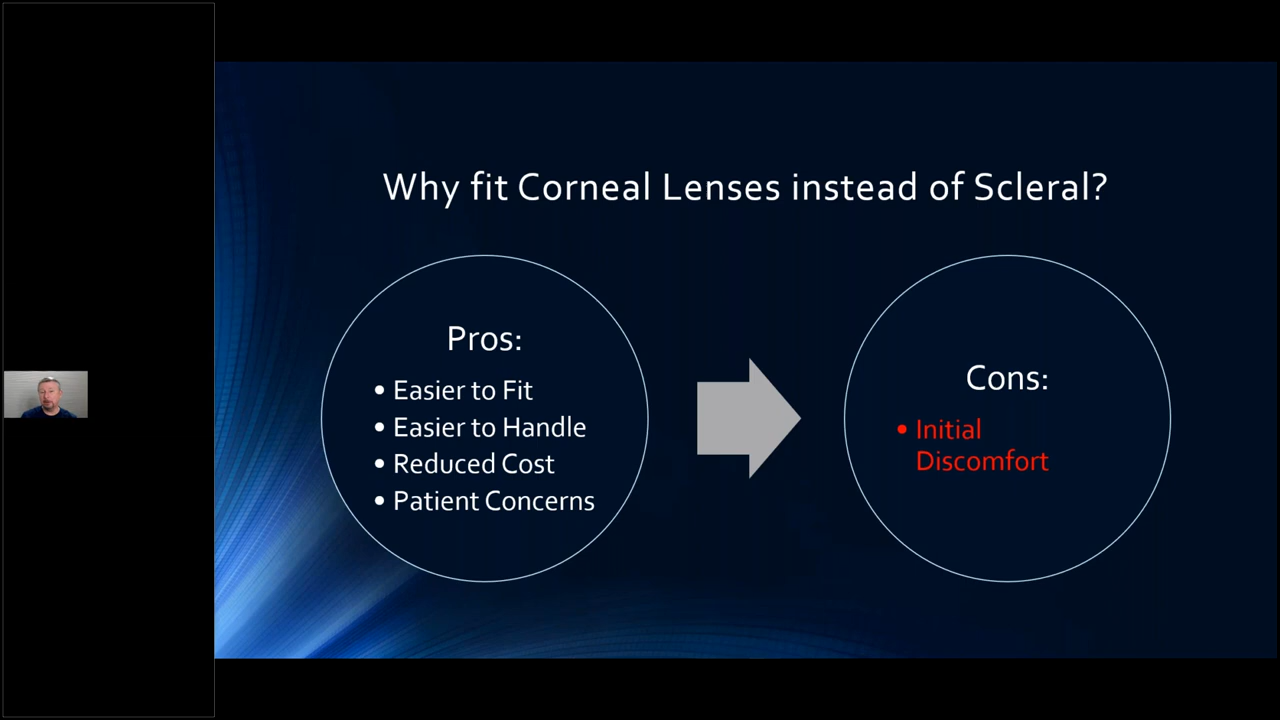 Why fit Corneal Lenses instead of Scleral?
Pros:
• Easier to Fit
• Easier to Handle
• Reduced Cost
• Patient Concerns
Cons:
• Initial
Discomfort